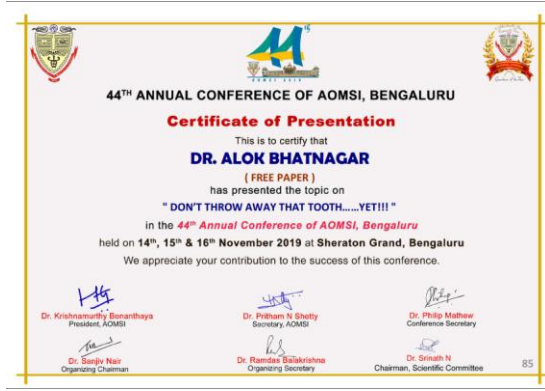 44TH ANNUAL CONFERENCE OF AOMSI, BENGALURU
Certificate of Presentation
This is to certify that
DR. ALOK BHATNAGAR
( FREE PAPER )
has presented the topic on
" DON'T THROW AWAY THAT TOOTH......YET!!! "
in the 44th Annual Conference of AOMSI, Bengaluru
held on 14th, 15th & 16th November 2019 at Sheraton Grand, Bengaluru
We appreciate your contribution to the success of this conference.
Dr. Krishnamurthy Bonanthaya
President, AOMSI
Dr. Pritham N Shetty
Secretary, AOMSI
Dr. Philip Mathew
Conference Secretary
Dr. Sanjiv Nair
Organizing Chairman
Dr. Ramdas Balakrishna
Organizing Secretary
Dr. Srinath N
Chairman, Scientific Committee
85